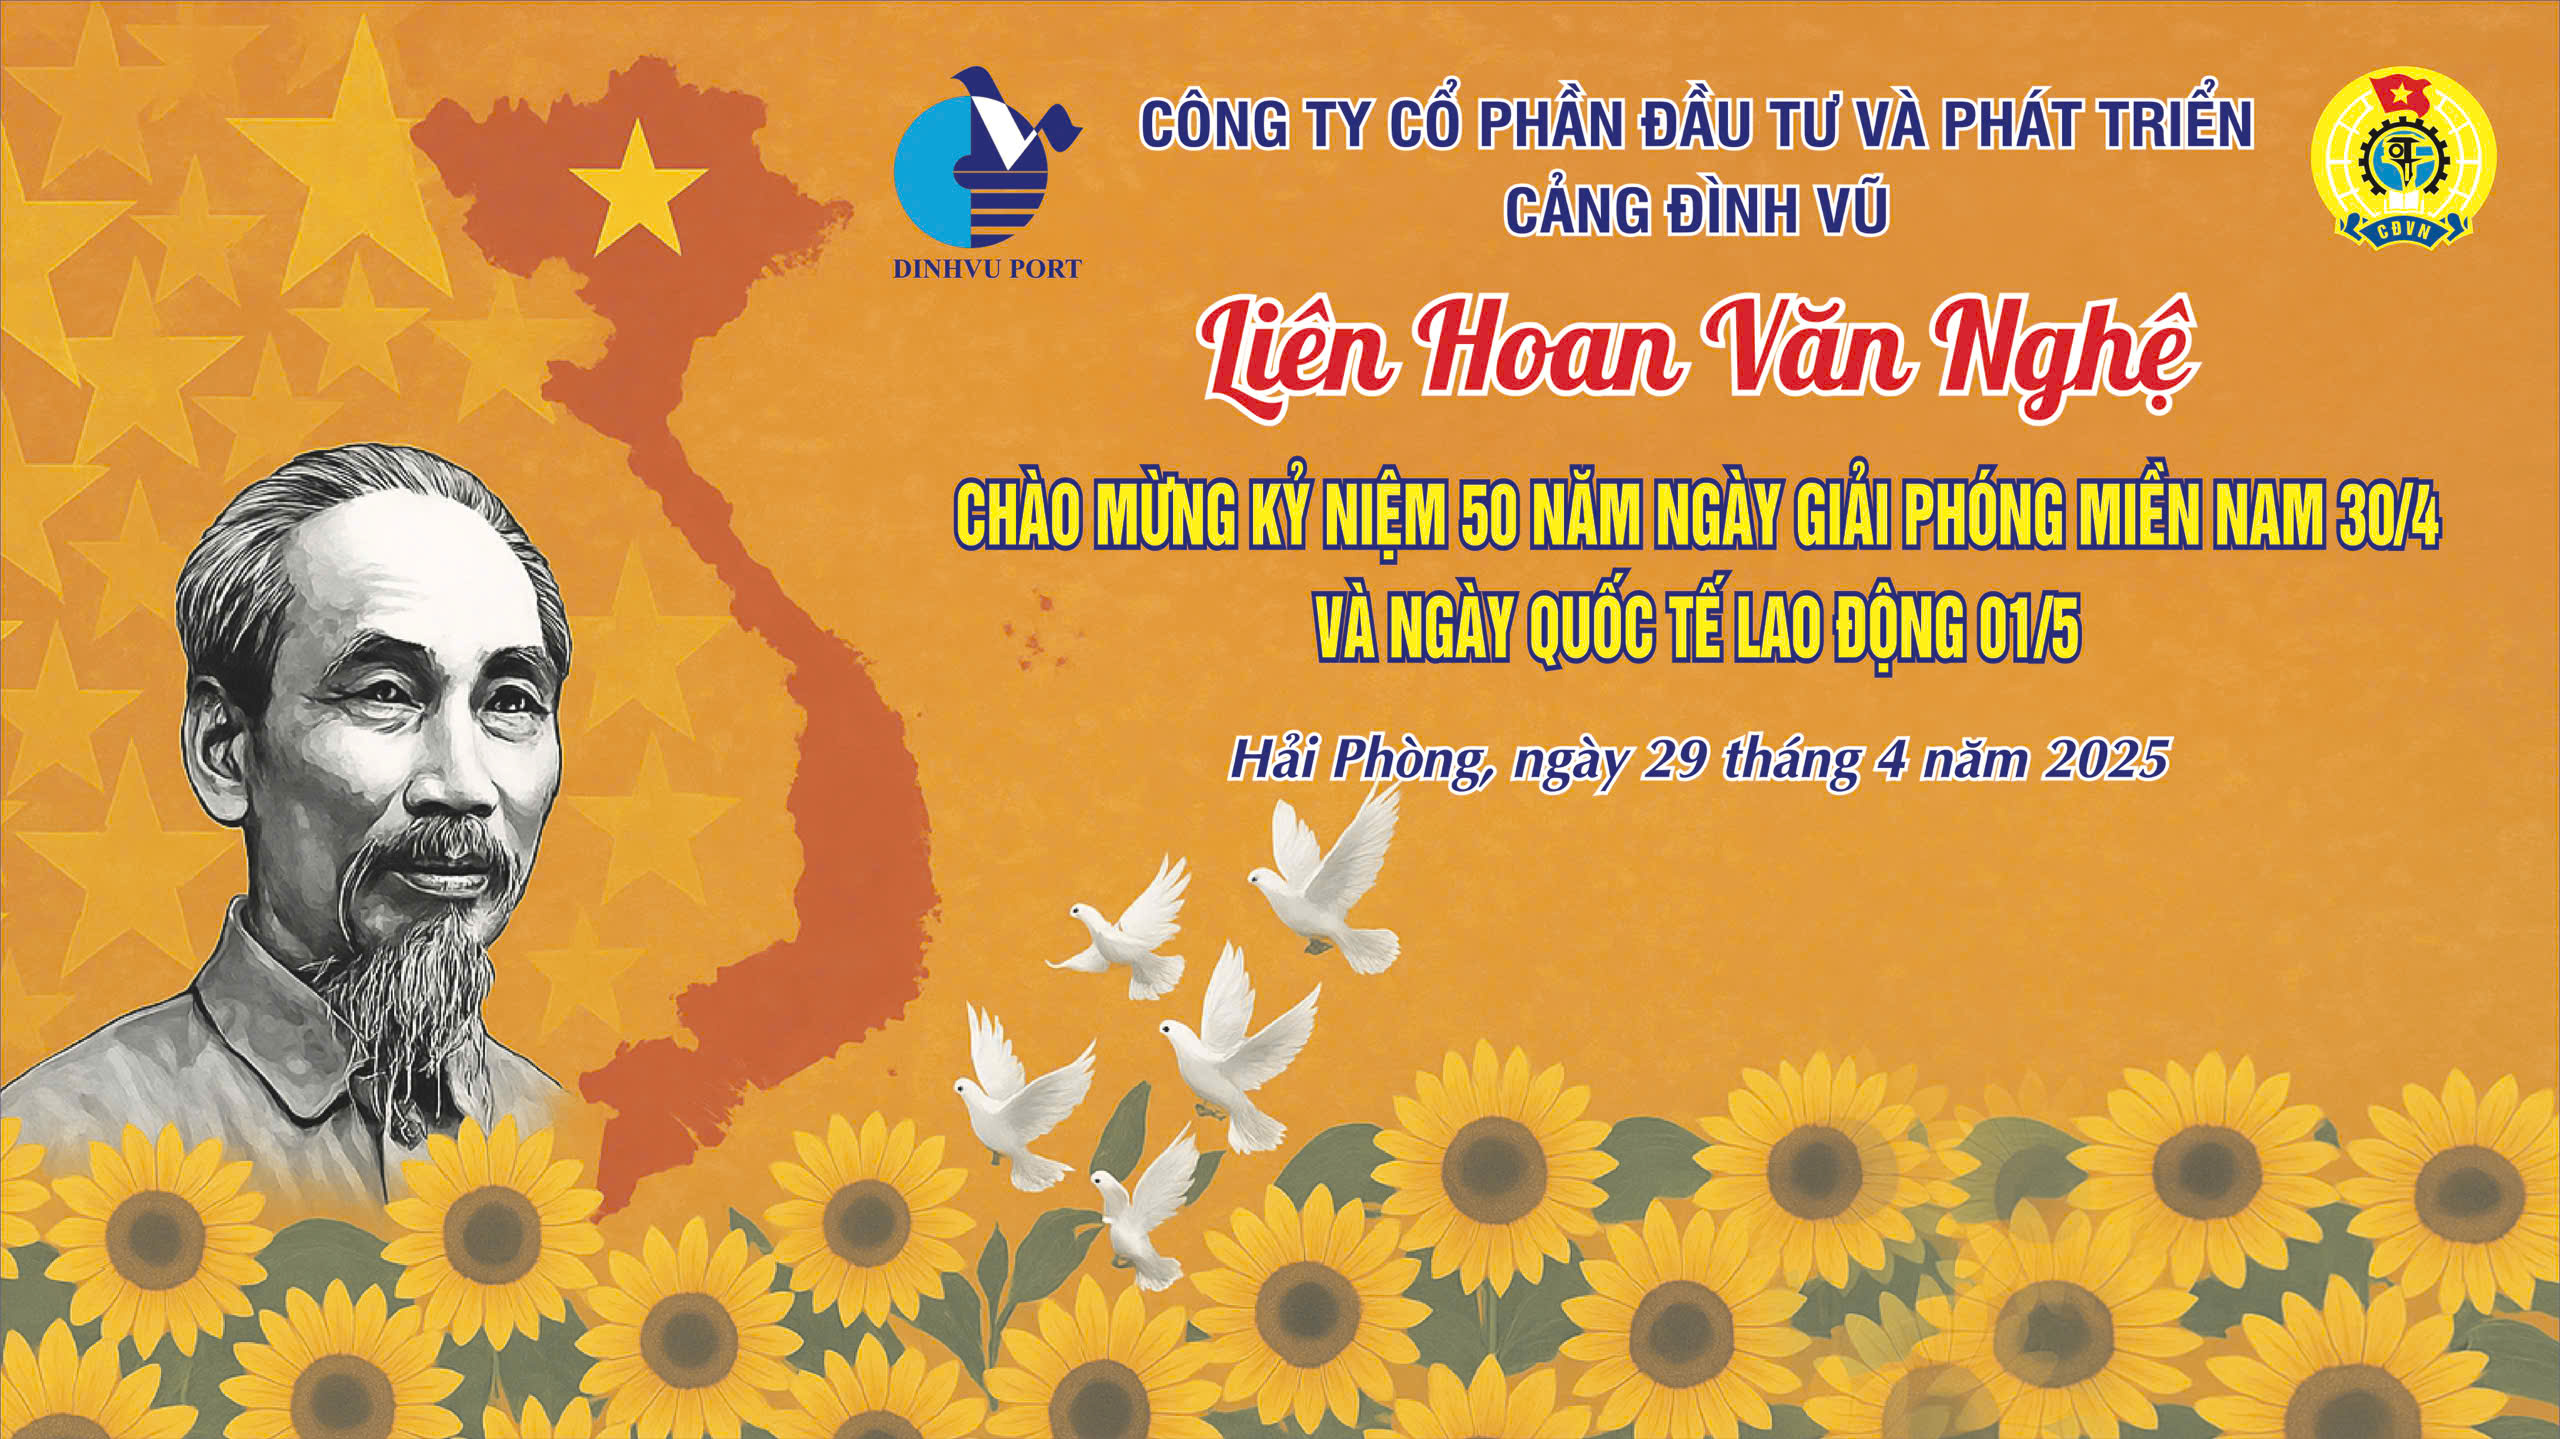 CÔNG TY CỔ PHẦN ĐẦU TƯ VÀ PHÁT TRIỂN
CẢNG ĐÌNH VŨ
DINHVU PORT
CĐVN
Liên Hoan Văn Nghệ
CHÀO MỪNG KỶ NIỆM 50 NĂM NGÀY GIẢI PHÓNG MIỀN NAM 30/4
VÀ NGÀY QUỐC TẾ LAO ĐỘNG 01/5
Hải Phòng, ngày 29 tháng 4 năm 2025